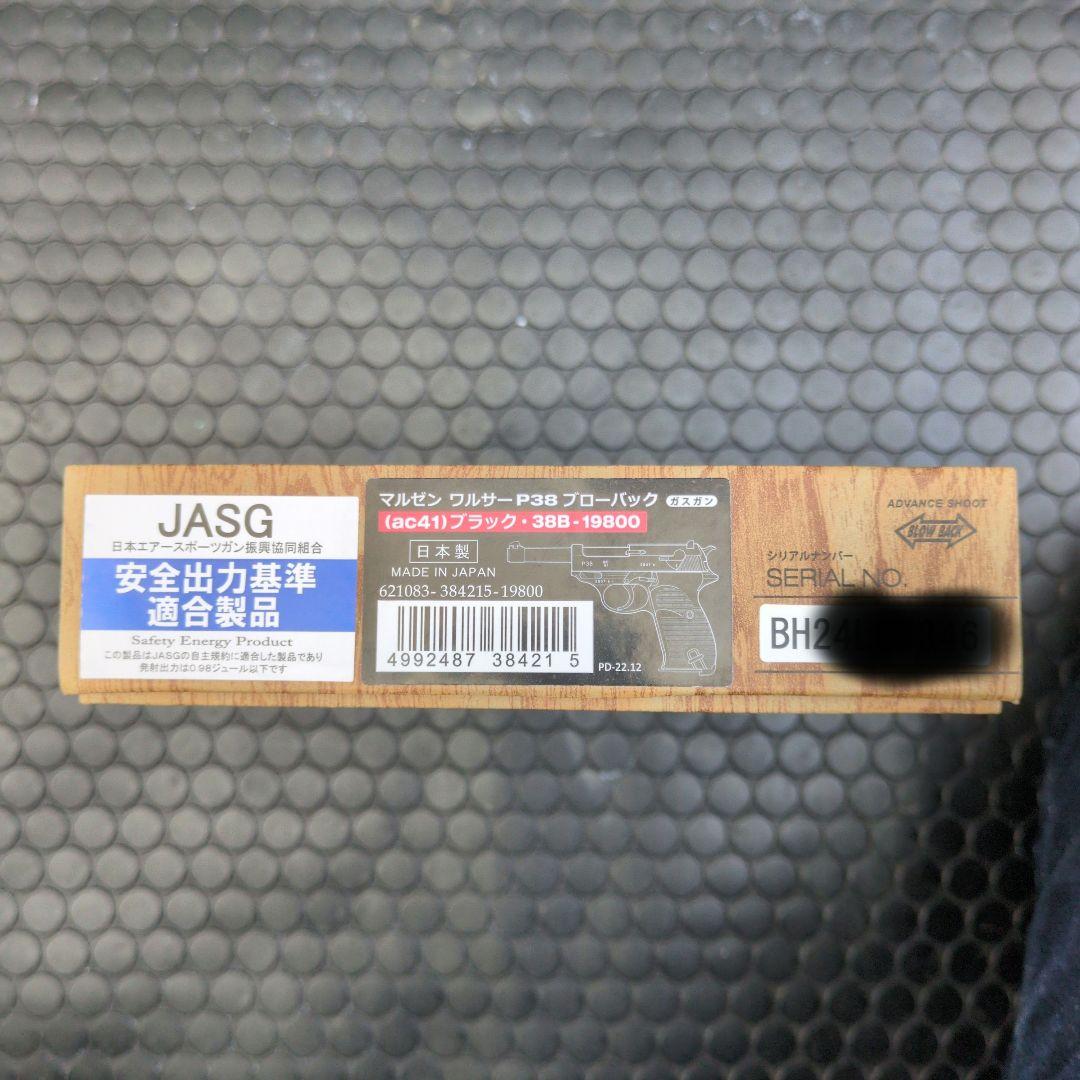 JASG
日本エアースポーツガン振興協同組合
安全出力基準
適合製品
Safety Energy Product
この製品はJASGの自主規約に適合した製品であり
発射出力は0.98ジュール以下です
マルゼン ワルサーP38 ブローバック ガスガン
(ac41)ブラック・38B-19800
日本製
MADE IN JAPAN
621083-384215-19800
4992487 384215
P38
PD-22.12
ADVANCE SHOOT
BLOW BACK
シリアルナンバー
SERIAL NO.
BH24